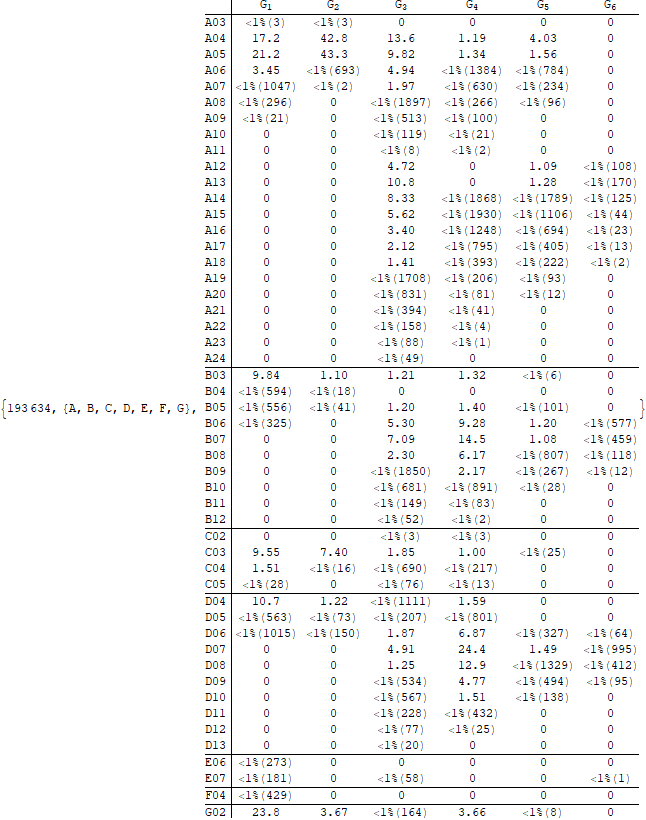 G1 G2 G3 G4 G5 G6
A03 <1%(3) <1%(3) 0 0 0 0
A04 17.2 42.8 13.6 1.19 4.03 0
A05 21.2 43.3 9.82 1.34 1.56 0
A06 3.45 <1%(693) 4.94 <1%(1384) <1%(784) 0
A07 <1%(1047) <1%(2) 1.97 <1%(630) <1%(234) 0
A08 <1%(296) 0 <1%(1897) <1%(266) <1%(96) 0
A09 <1%(21) 0 <1%(513) <1%(100) 0 0
A10 0 0 <1%(119) <1%(21) 0 0
A11 0 0 <1%(8) <1%(2) 0 0
A12 0 0 4.72 0 1.09 <1%(108)
A13 0 0 10.8 0 1.28 <1%(170)
A14 0 0 8.33 <1%(1868) <1%(1789) <1%(125)
A15 0 0 5.62 <1%(1930) <1%(1106) <1%(44)
A16 0 0 3.40 <1%(1248) <1%(694) <1%(23)
A17 0 0 2.12 <1%(795) <1%(405) <1%(13)
A18 0 0 1.41 <1%(393) <1%(222) <1%(2)
A19 0 0 <1%(1708) <1%(206) <1%(93) 0
A20 0 0 <1%(831) <1%(81) <1%(12) 0
A21 0 0 <1%(394) <1%(41) 0 0
A22 0 0 <1%(158) <1%(4) 0 0
A23 0 0 <1%(88) <1%(1) 0 0
A24 0 0 <1%(49) 0 0 0
B03 9.84 1.10 1.21 1.32 <1%(6) 0
B04 <1%(594) <1%(18) 0 0 0 0
{193 634, {A, B, C, D, E, F, G}, B05 <1%(556) <1%(41) 1.20 1.40 <1%(101) 0 }
B06 <1%(325) 0 5.30 9.28 1.20 <1%(577)
B07 0 0 7.09 14.5 1.08 <1%(459)
B08 0 0 2.30 6.17 <1%(807) <1%(118)
B09 0 0 <1%(1850) 2.17 <1%(267) <1%(12)
B10 0 0 <1%(681) <1%(891) <1%(28) 0
B11 0 0 <1%(149) <1%(83) 0 0
B12 0 0 <1%(52) <1%(2) 0 0
C02 0 0 <1%(3) <1%(3) 0 0
C03 9.55 7.40 1.85 1.00 <1%(25) 0
C04 1.51 <1%(16) <1%(690) <1%(217) 0 0
C05 <1%(28) 0 <1%(76) <1%(13) 0 0
D04 10.7 1.22 <1%(1111) 1.59 0 0
D05 <1%(563) <1%(73) <1%(207) <1%(801) 0 0
D06 <1%(1015) <1%(150) 1.87 6.87 <1%(327) <1%(64)
D07 0 0 4.91 24.4 1.49 <1%(995)
D08 0 0 1.25 12.9 <1%(1329) <1%(412)
D09 0 0 <1%(534) 4.77 <1%(494) <1%(95)
D10 0 0 <1%(567) 1.51 <1%(138) 0
D11 0 0 <1%(228) <1%(432) 0 0
D12 0 0 <1%(77) <1%(25) 0 0
D13 0 0 <1%(20) 0 0 0
E06 <1%(273) 0 0 0 0 0
E07 <1%(181) 0 <1%(58) 0 0 <1%(1)
F04 <1%(429) 0 0 0 0 0
G02 23.8 3.67 <1%(164) 3.66 <1%(8) 0